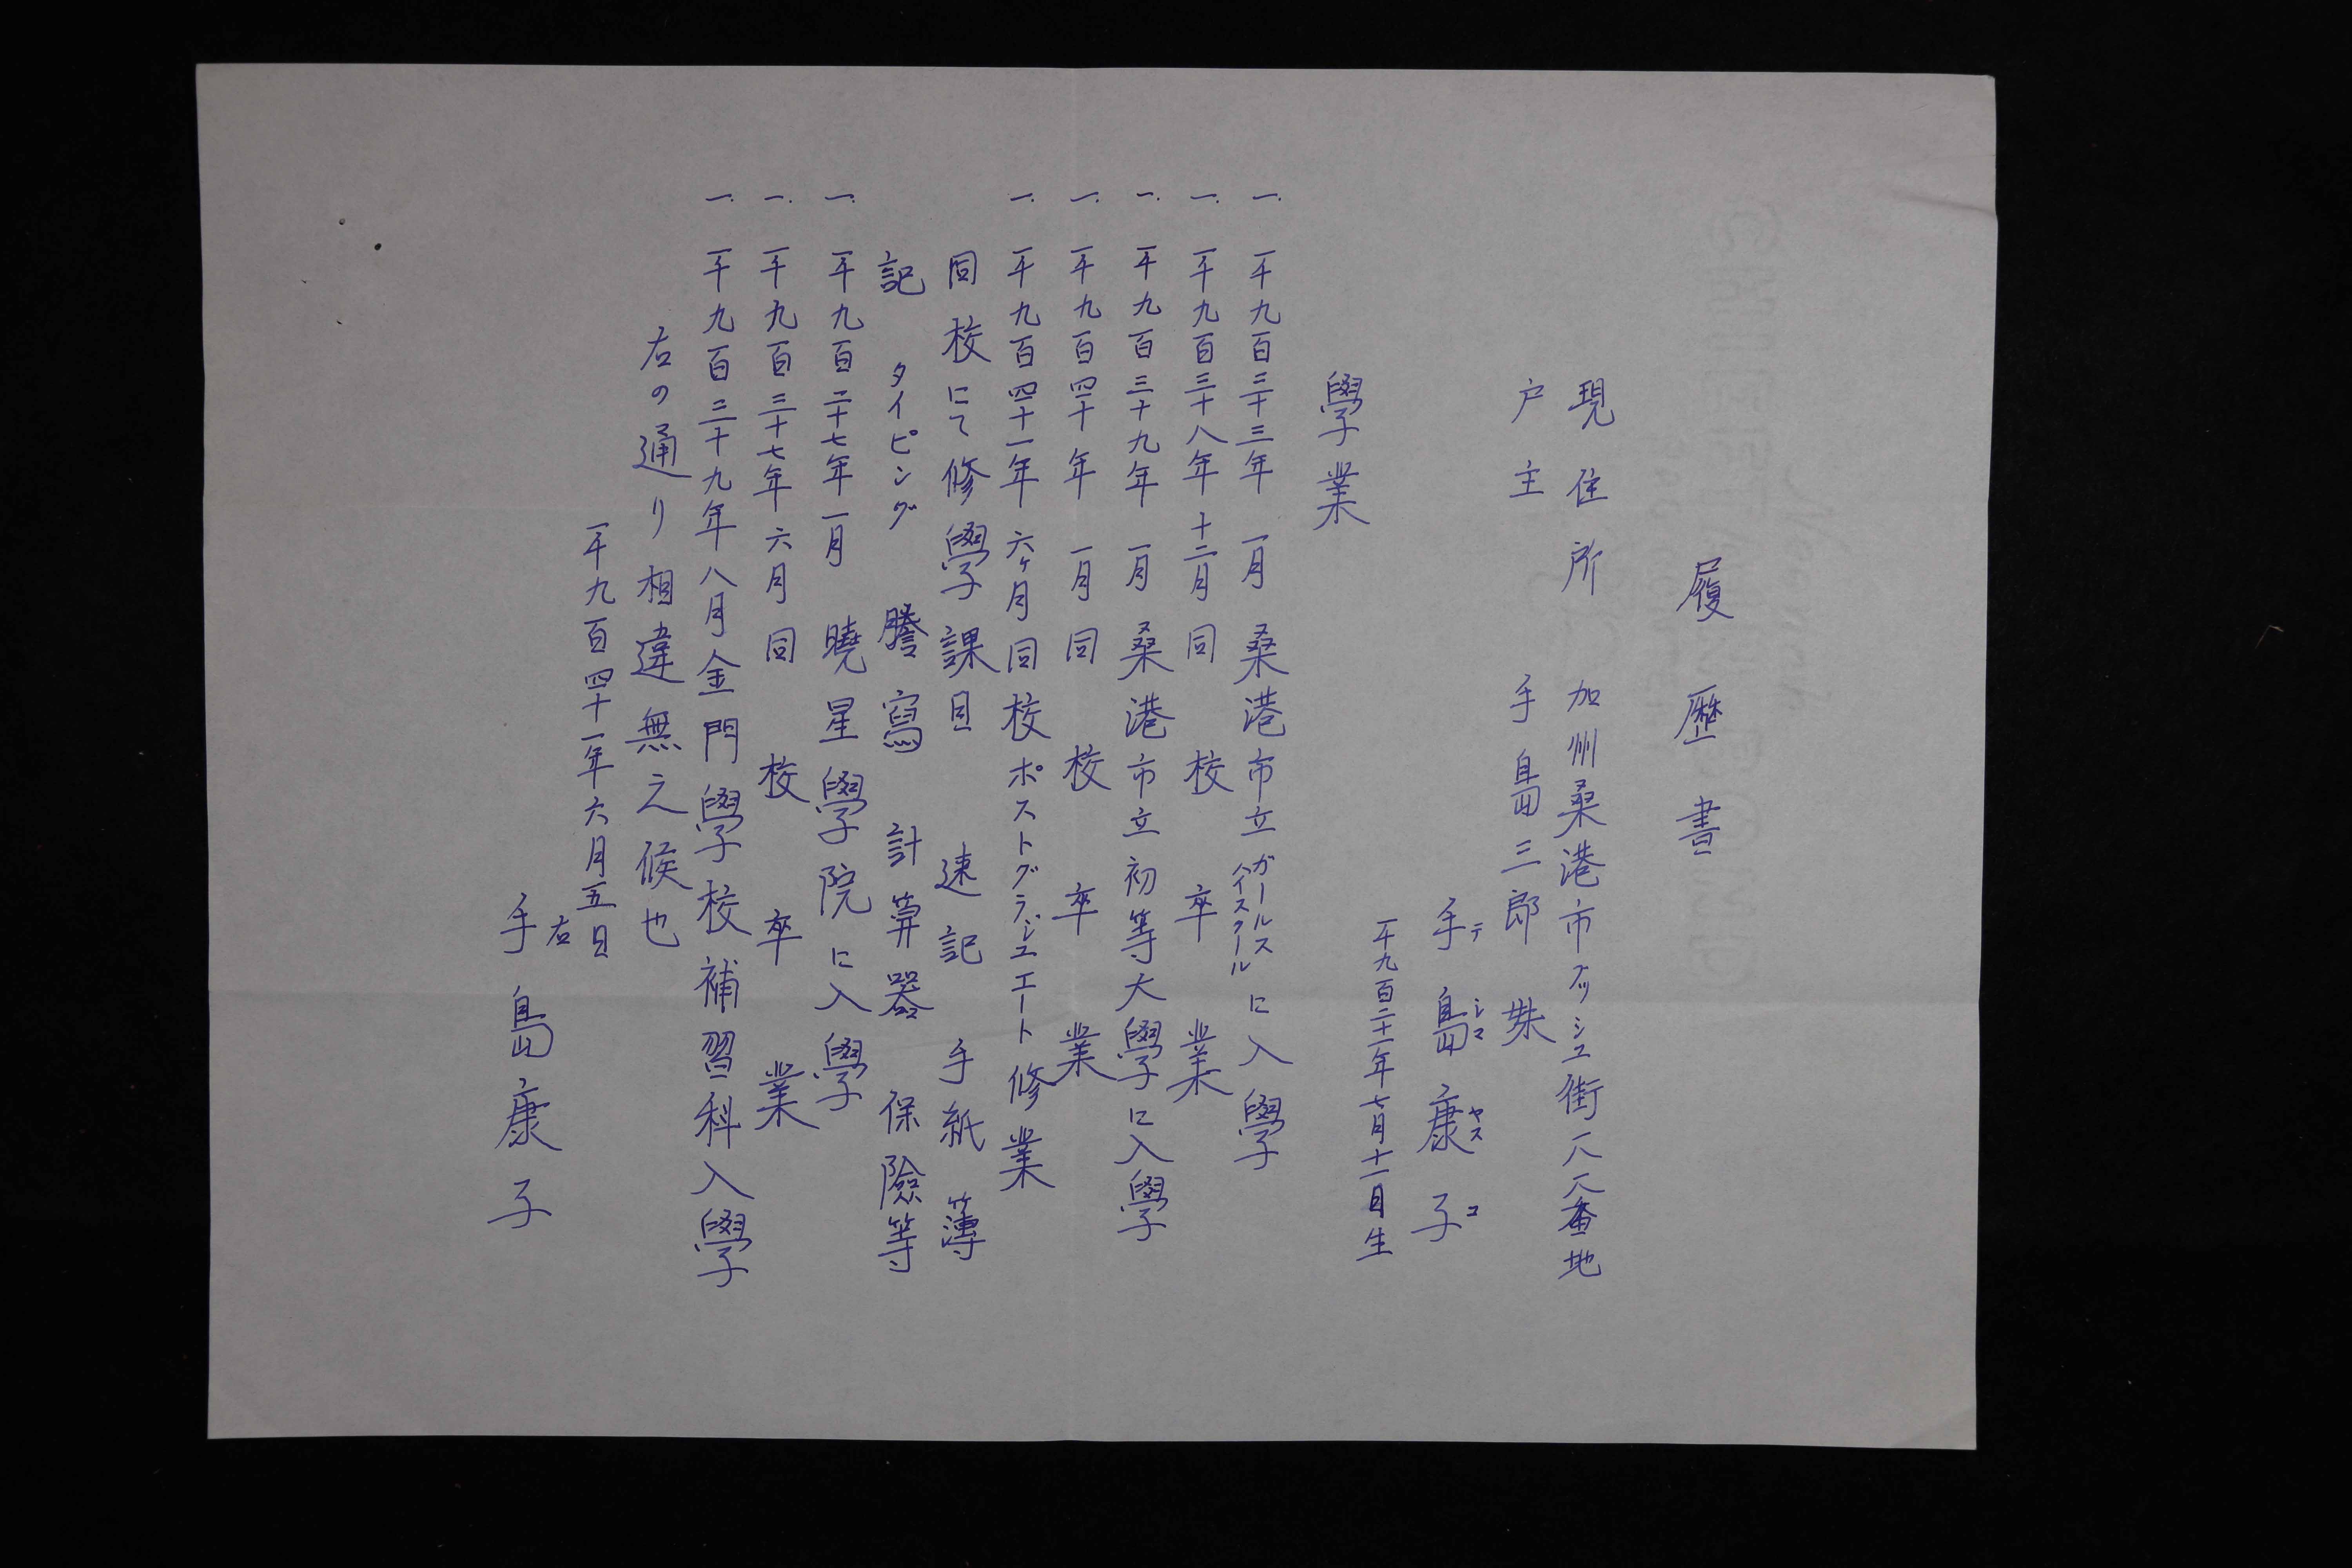 履歴書
現住所　加州桑港市ブッシュ街一八一八番地
戸主　手島三郎　姝
手島康子
テシマヤスコ
一千九百二十一年七月十一日生
學業
一、一千九百三十三年一月桑港市立ガールスハイスクールに入學
一、一千九百三十八年十二月同校卒業
一、一千九百三十九年一月桑港市立初等大學に入學
一、一千九百四十年一月同校卒業
一、一千九百四十一年六ヶ月同校ポストグラジユエート修業
同校にて修學課目　速記　手紙　簿
記　タイピング　謄寫　計算器　保險等
一、一千九百二十七年一月曉星學院に入學
一、一千九百三十七年六月同校卒業
一、一千九百三十九年八月金門學校補習科入學
右の通り相違無之候也
一千九百四十一年六月五日
右
手島康子